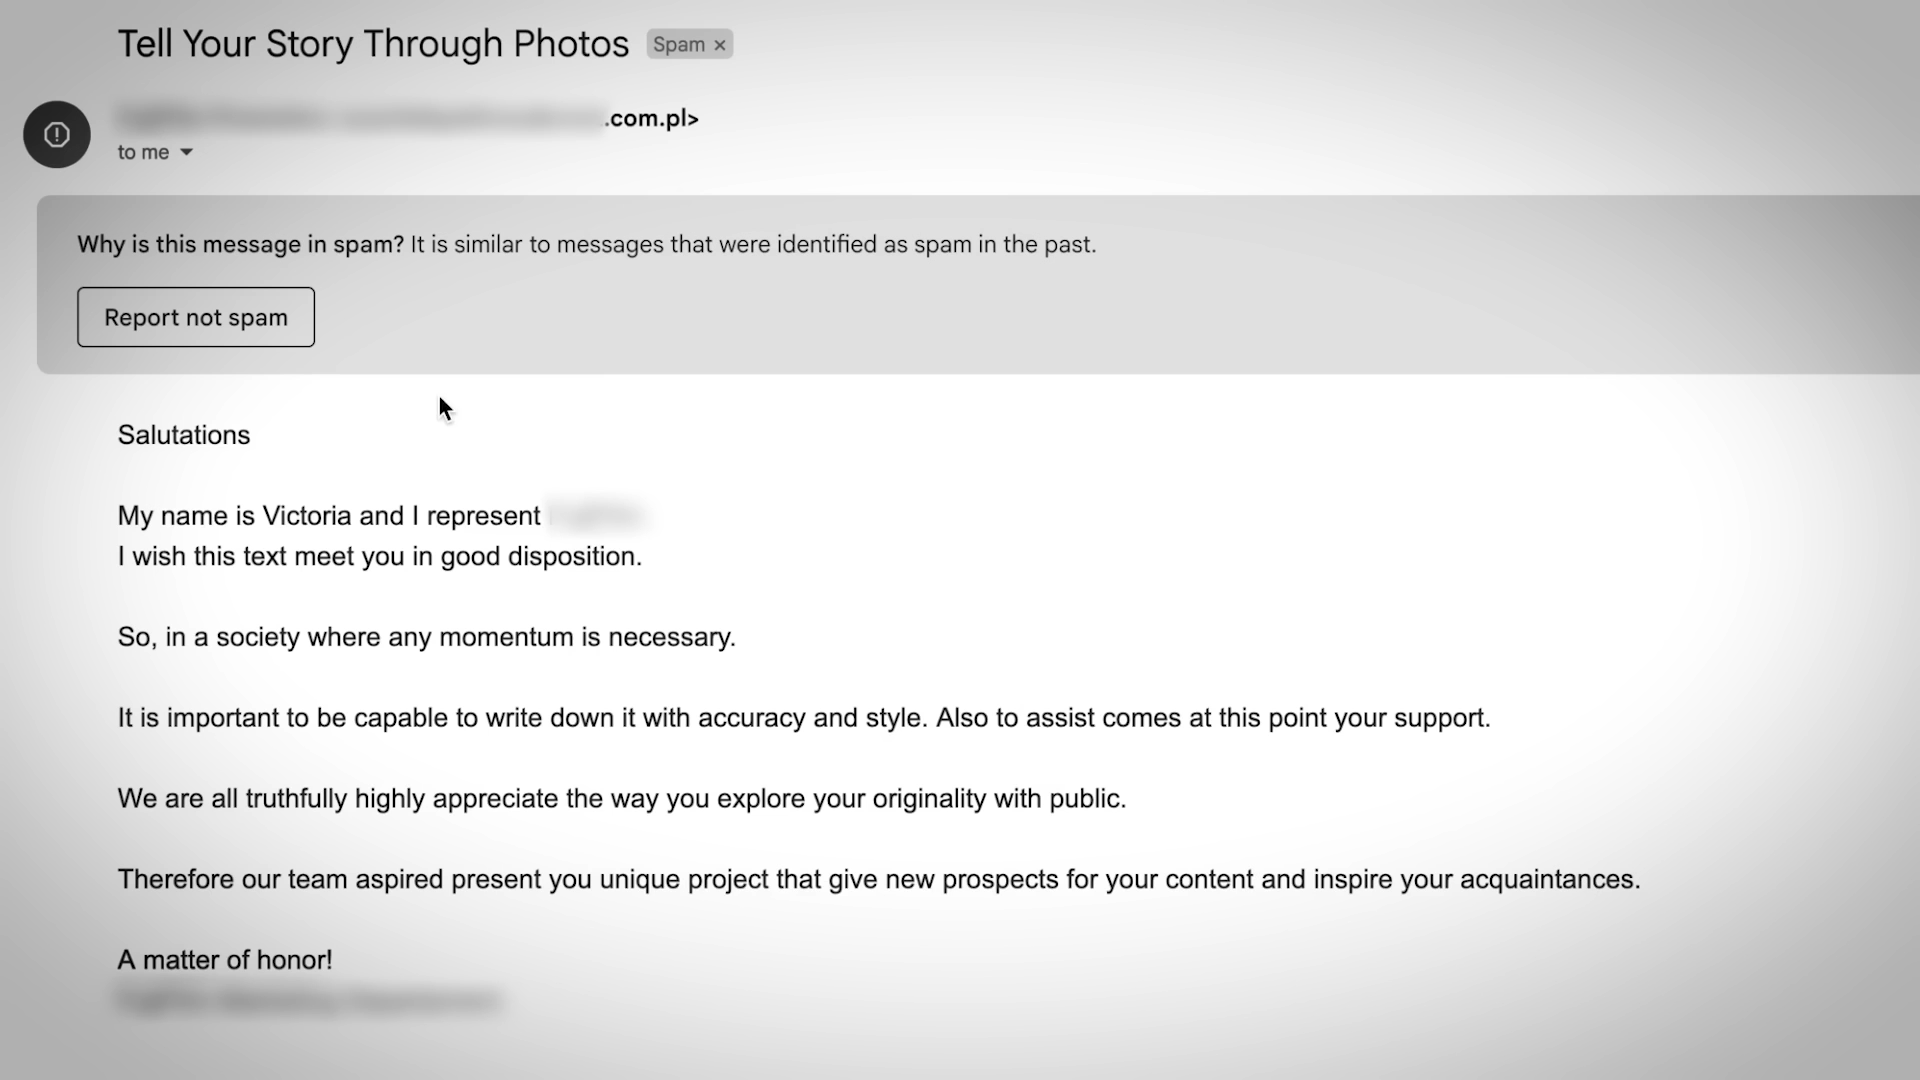 Tell Your Story Through Photos Spam ×
.com.pl>
to me
Why is this message in spam? It is similar to messages that were identified as spam in the past.
Report not spam
Salutations
My name is Victoria and I represent
I wish this text meet you in good disposition.
So, in a society where any momentum is necessary.
It is important to be capable to write down it with accuracy and style. Also to assist comes at this point your support.
We are all truthfully highly appreciate the way you explore your originality with public.
Therefore our team aspired present you unique project that give new prospects for your content and inspire your acquaintances.
A matter of honor!